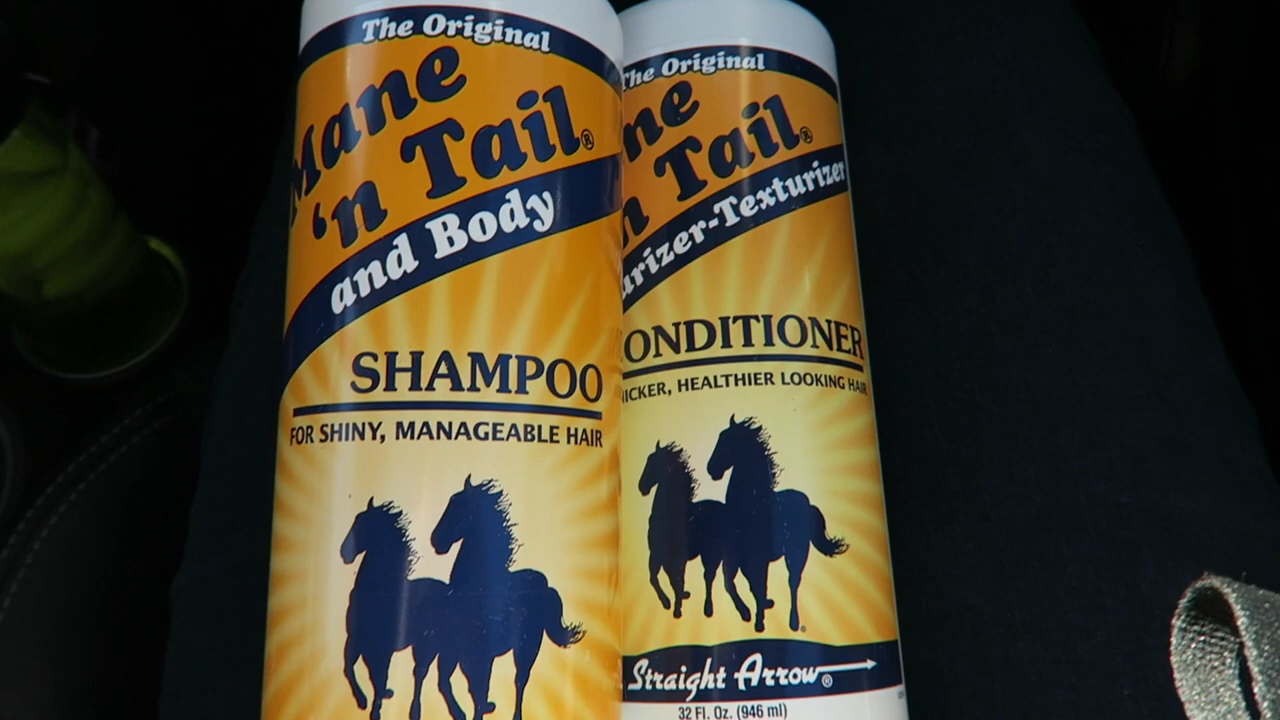 The Original
Mane
'n Tail®
and Body
SHAMPOO
FOR SHINY, MANAGEABLE HAIR
The Original
ne
n Tail®
urizer-Texturizer
ONDITIONER
HICKER, HEALTHIER LOOKING HAIR
Straight Arrow®
32 Fl. Oz. (946 ml)